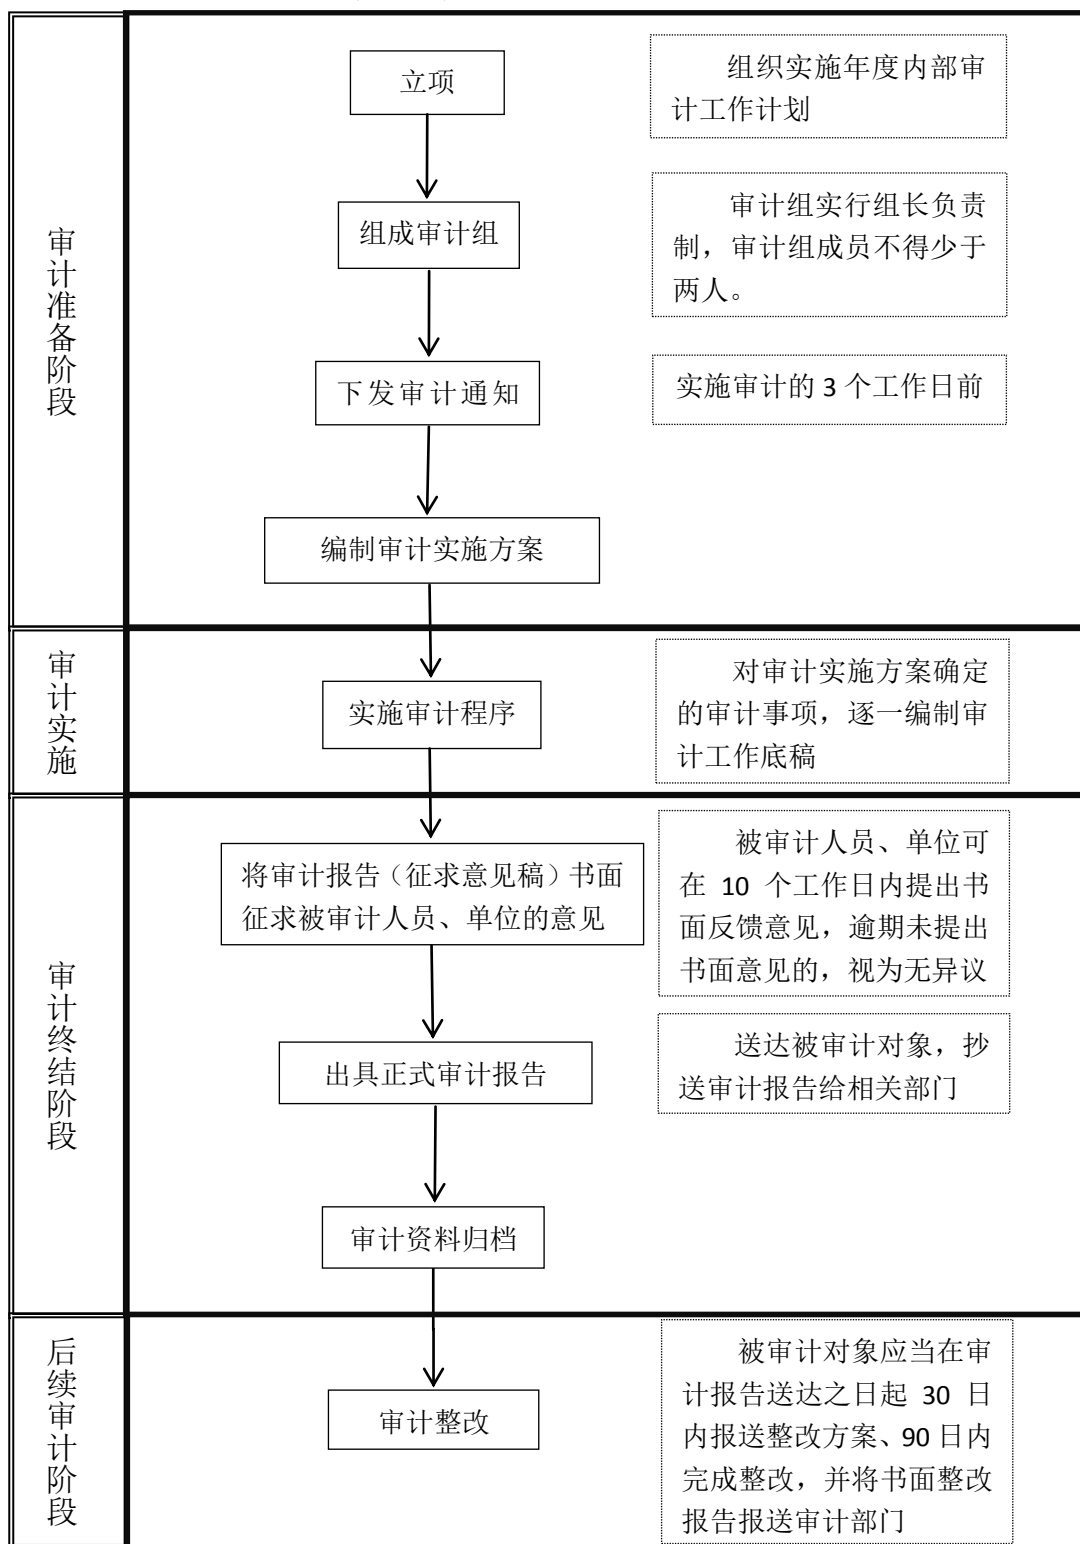 审计准备阶段
立项
组织实施年度内部审
计工作计划
组成审计组
审计组实行组长负责
制，审计组成员不得少于
两人。
下发审计通知
实施审计的 3 个工作日前
编制审计实施方案
审计实施
实施审计程序
对审计实施方案确定
的审计事项，逐一编制审
计工作底稿
审计终结阶段
将审计报告（征求意见稿）书面
征求被审计人员、单位的意见
被审计人员、单位可
在 10 个工作日内提出书
面反馈意见，逾期未提出
书面意见的，视为无异议
出具正式审计报告
送达被审计对象，抄
送审计报告给相关部门
审计资料归档
后续审计阶段
审计整改
被审计对象应当在审
计报告送达之日起 30 日
内报送整改方案、90 日内
完成整改，并将书面整改
报告报送审计部门